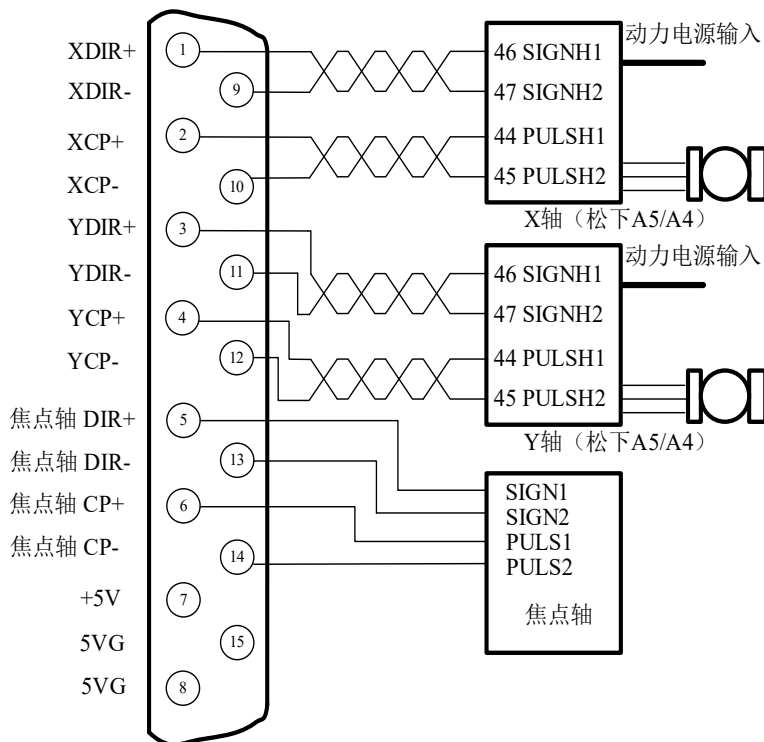 XDIR+
1
XDIR-
9
XCP+
2
XCP-
10
YDIR+
3
YDIR-
11
YCP+
4
YCP-
12
焦点轴 DIR+
5
焦点轴 DIR-
13
焦点轴 CP+
6
焦点轴 CP-
14
+5V
7
5VG
15
5VG
8
46 SIGNH1
47 SIGNH2
44 PULSH1
45 PULSH2
动力电源输入
X轴（松下A5/A4）
46 SIGNH1
47 SIGNH2
44 PULSH1
45 PULSH2
动力电源输入
Y轴（松下A5/A4）
SIGN1
SIGN2
PULS1
PULS2
焦点轴